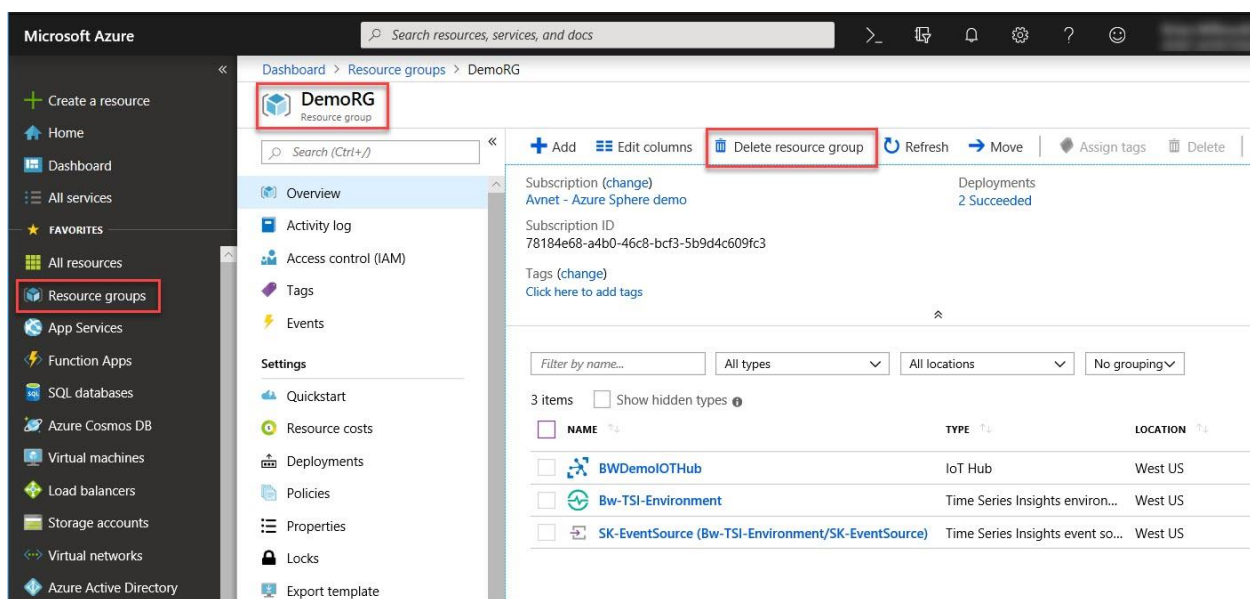 Microsoft Azure
Search resources, services, and docs
Create a resource
Home
Dashboard
All services
FAVORITES
All resources
Resource groups
App Services
Function Apps
SQL databases
Azure Cosmos DB
Virtual machines
Load balancers
Storage accounts
Virtual networks
Azure Active Directory
Dashboard > Resource groups > DemoRG
DemoRG
Resource group
Search (Ctrl+/)
Overview
Activity log
Access control (IAM)
Tags
Events
Settings
Quickstart
Resource costs
Deployments
Policies
Properties
Locks
Export template
Add Edit columns Delete resource group Refresh Move Assign tags Delete
Subscription (change) Deployments
Avnet - Azure Sphere demo 2 Succeeded
Subscription ID
78184e68-a4b0-46c8-bcf3-5b9d4c609fc3
Tags (change)
Click here to add tags
Filter by name... All types All locations No grouping
3 items Show hidden types
NAME TYPE LOCATION
BWDemoIOTHub IoT Hub West US
Bw-TSI-Environment Time Series Insights environ... West US
SK-EventSource (Bw-TSI-Environment/SK-EventSource) Time Series Insights event so... West US